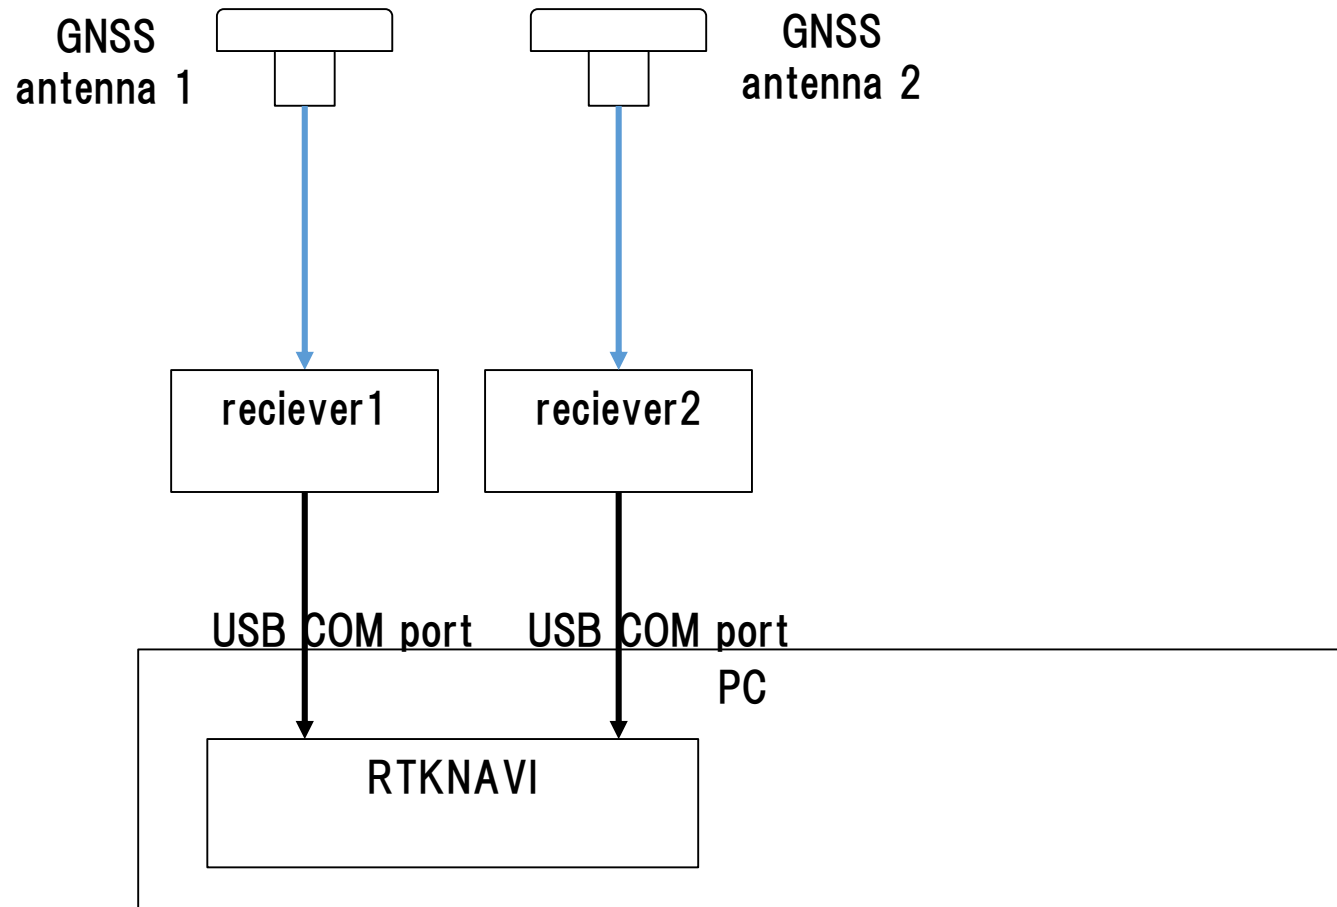 GNSS
antenna 1
GNSS
antenna 2
reciever1
reciever2
USB COM port
USB COM port
PC
RTKNAVI